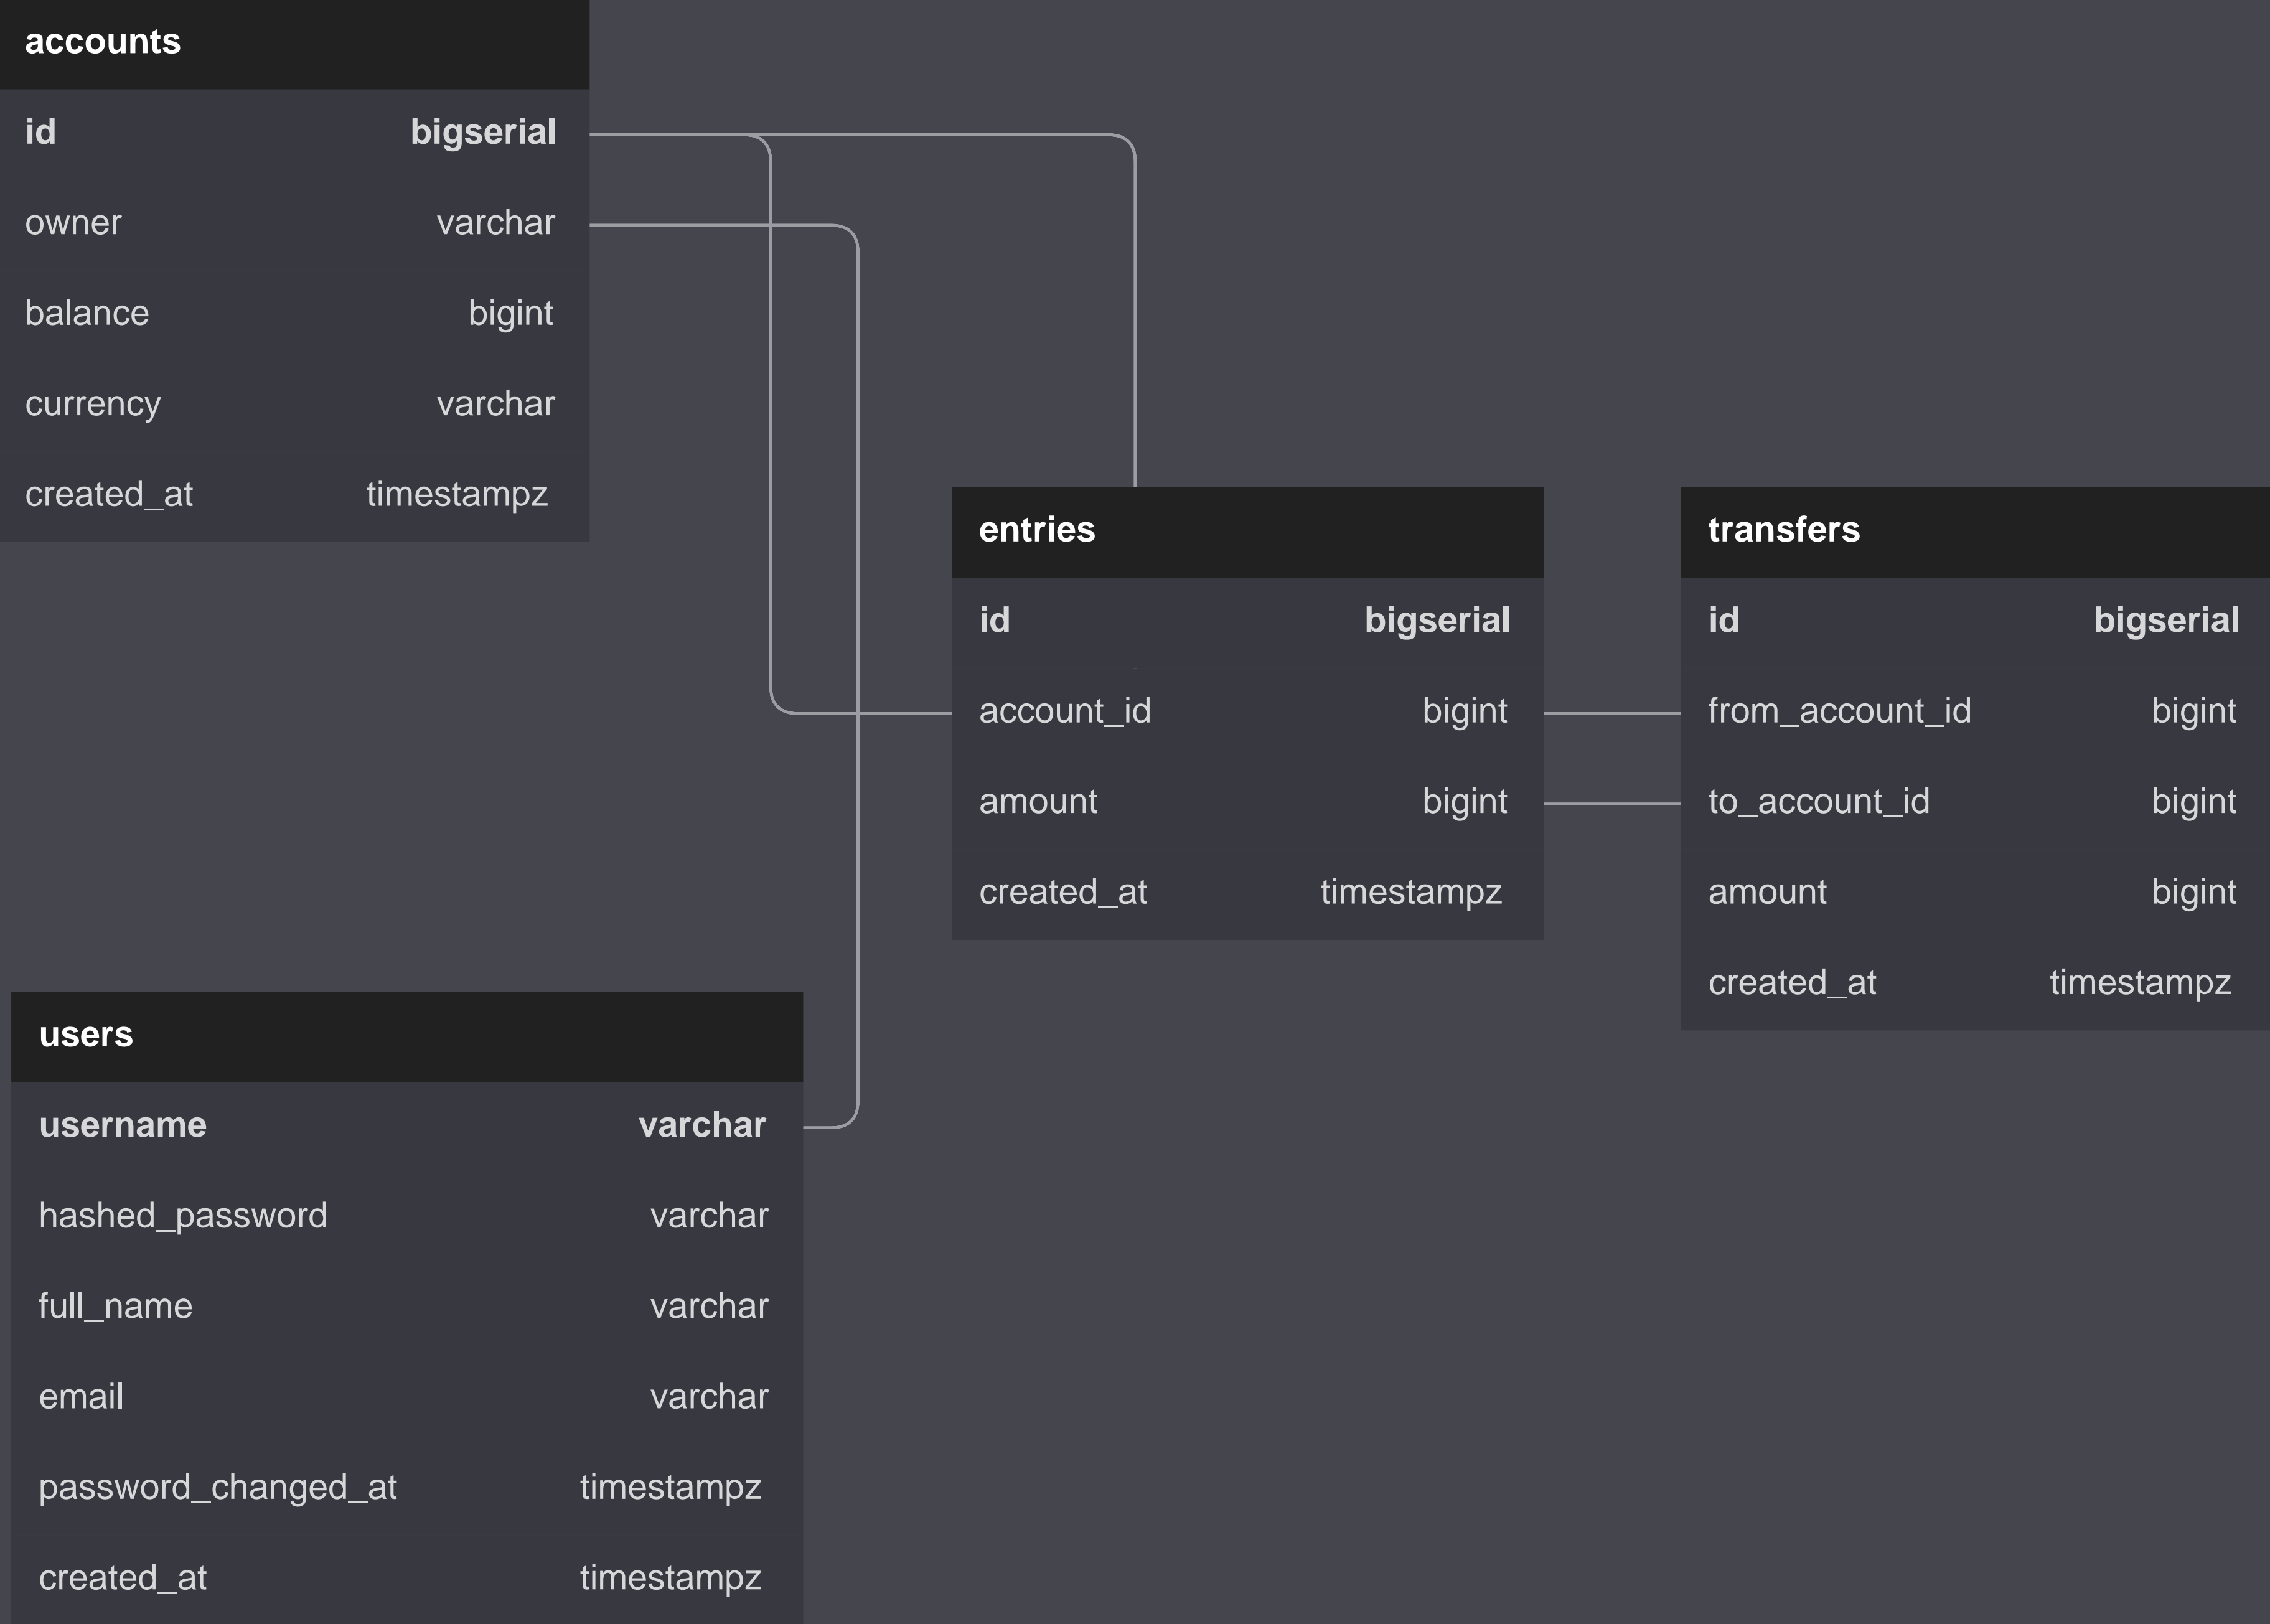 accounts
id bigserial
owner varchar
balance bigint
currency varchar
created_at timestampz
entries
id bigserial
account_id bigint
amount bigint
created_at timestampz
transfers
id bigserial
from_account_id bigint
to_account_id bigint
amount bigint
created_at timestampz
users
username varchar
hashed_password varchar
full_name varchar
email varchar
password_changed_at timestampz
created_at timestampz